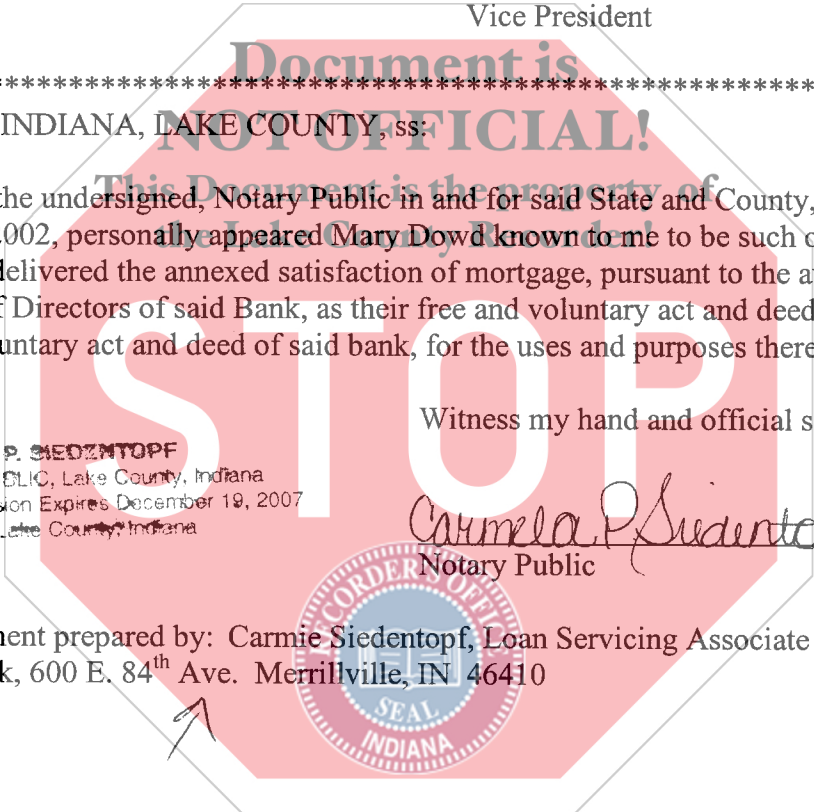 Vice President
Document is
****************************************************
INDIANA, LAKE COUNTY, ss:
NOT OFFICIAL!
This Document is the property of
the undersigned, Notary Public in and for said State and County,
the Lake County Recorder!
002, personally appeared Mary Dowd known to me to be such
delivered the annexed satisfaction of mortgage, pursuant to the
f Directors of said Bank, as their free and voluntary act and deed
untary act and deed of said bank, for the uses and purposes there
STOP
Witness my hand and official s
P. SIEDENTOPF
BLIC, Lake County, Indiana
ion Expires December 19, 2007
Lake County, Indiana
Carmela P. Siedento
Notary Public
RECORDER'S OFFICE
ent prepared by: Carmie Siedentopf, Loan Servicing Associate
k, 600 E. 84th Ave. Merrillville, IN 46410
SEAL
INDIANA